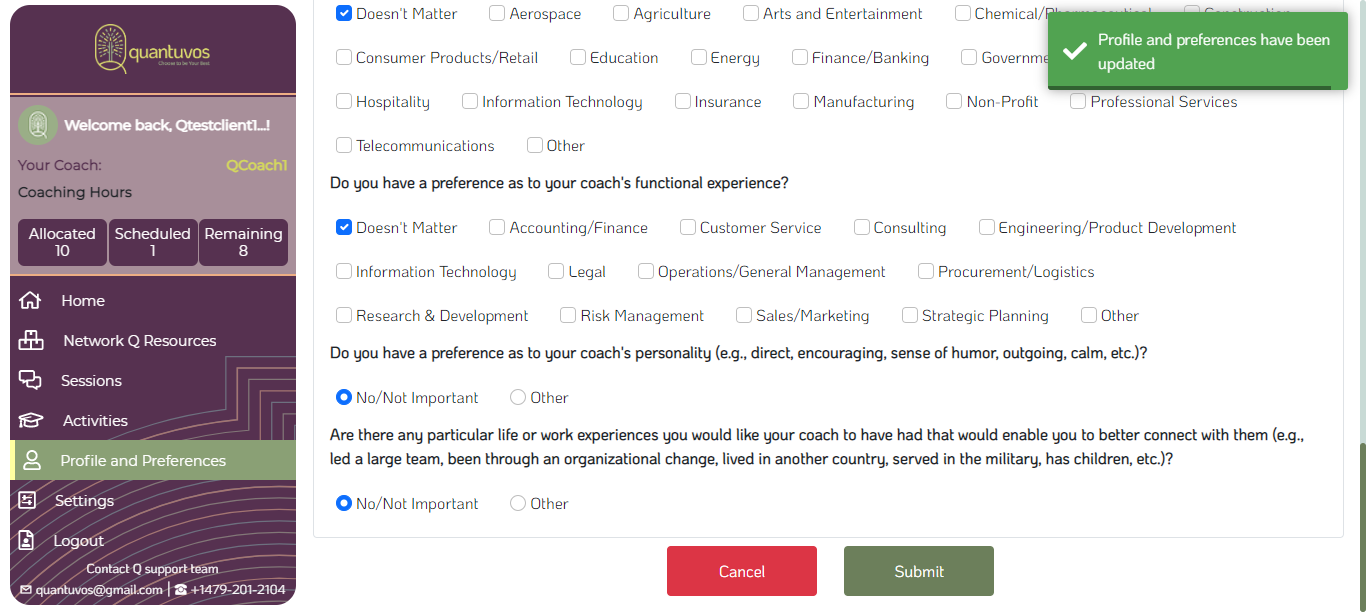 quantuvos
Choose to be Your Best
Welcome back, Qtestclient1...!
Your Coach: QCoach1
Coaching Hours
Allocated Scheduled Remaining
10 1 8
Home
Network Q Resources
Sessions
Activities
Profile and Preferences
Settings
Logout
Contact Q support team
quantuvos@gmail.com | +1479-201-2104
Doesn't Matter Aerospace Agriculture Arts and Entertainment Chemical/Pharmaceutical Construction
Consumer Products/Retail Education Energy Finance/Banking Governme
Hospitality Information Technology Insurance Manufacturing Non-Profit Professional Services
Telecommunications Other
Do you have a preference as to your coach's functional experience?
Doesn't Matter Accounting/Finance Customer Service Consulting Engineering/Product Development
Information Technology Legal Operations/General Management Procurement/Logistics
Research & Development Risk Management Sales/Marketing Strategic Planning Other
Do you have a preference as to your coach's personality (e.g., direct, encouraging, sense of humor, outgoing, calm, etc.)?
No/Not Important Other
Are there any particular life or work experiences you would like your coach to have had that would enable you to better connect with them (e.g.,
led a large team, been through an organizational change, lived in another country, served in the military, has children, etc.)?
No/Not Important Other
Cancel Submit
Profile and preferences have been
updated